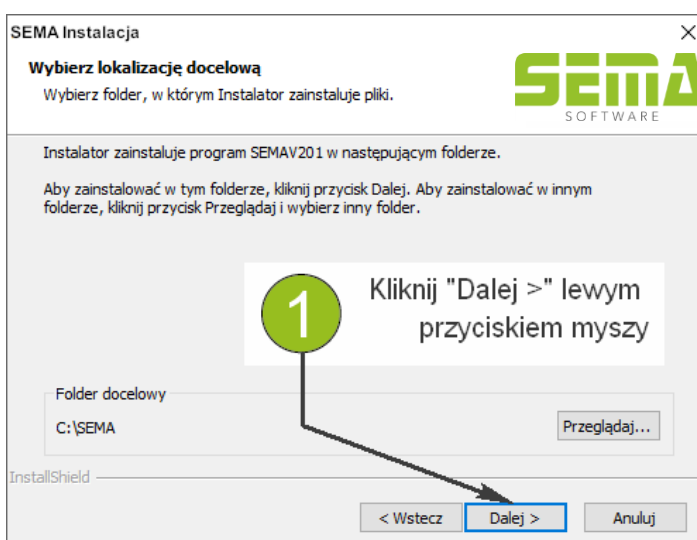 SEMA Instalacja
Wybierz lokalizację docelową
Wybierz folder, w którym Instalator zainstaluje pliki.
SEMA
SOFTWARE
Instalator zainstaluje program SEMAV201 w następującym folderze.
Aby zainstalować w tym folderze, kliknij przycisk Dalej. Aby zainstalować w innym
folderze, kliknij przycisk Przeglądaj i wybierz inny folder.
1
Kliknij "Dalej >" lewym
przyciskiem myszy
Folder docelowy
C:\SEMA
Przeglądaj...
InstallShield
< Wstecz
Dalej >
Anuluj